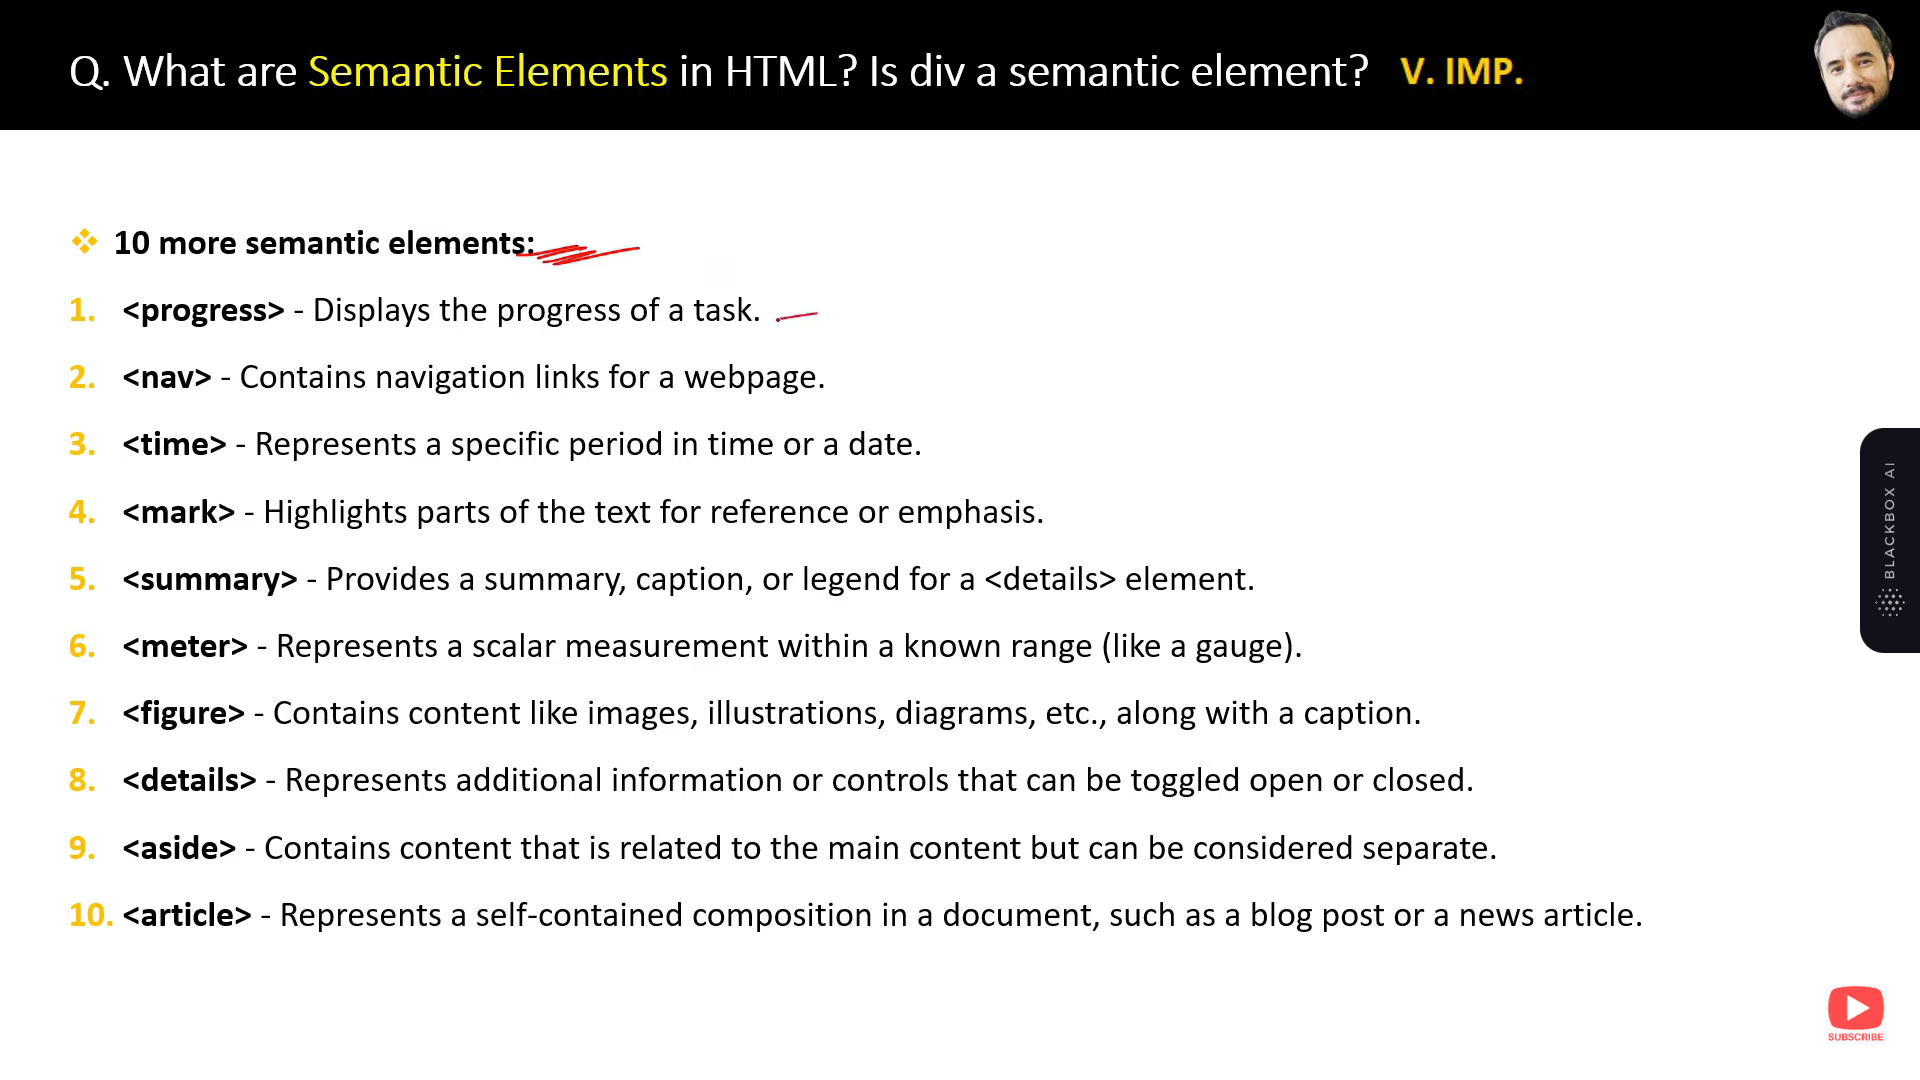 Q. What are Semantic Elements in HTML? Is div a semantic element? V. IMP.
10 more semantic elements:
1. <progress> - Displays the progress of a task.
2. <nav> - Contains navigation links for a webpage.
3. <time> - Represents a specific period in time or a date.
4. <mark> - Highlights parts of the text for reference or emphasis.
5. <summary> - Provides a summary, caption, or legend for a <details> element.
6. <meter> - Represents a scalar measurement within a known range (like a gauge).
7. <figure> - Contains content like images, illustrations, diagrams, etc., along with a caption.
8. <details> - Represents additional information or controls that can be toggled open or closed.
9. <aside> - Contains content that is related to the main content but can be considered separate.
10. <article> - Represents a self-contained composition in a document, such as a blog post or a news article.
BLACKBOX AI
SUBSCRIBE